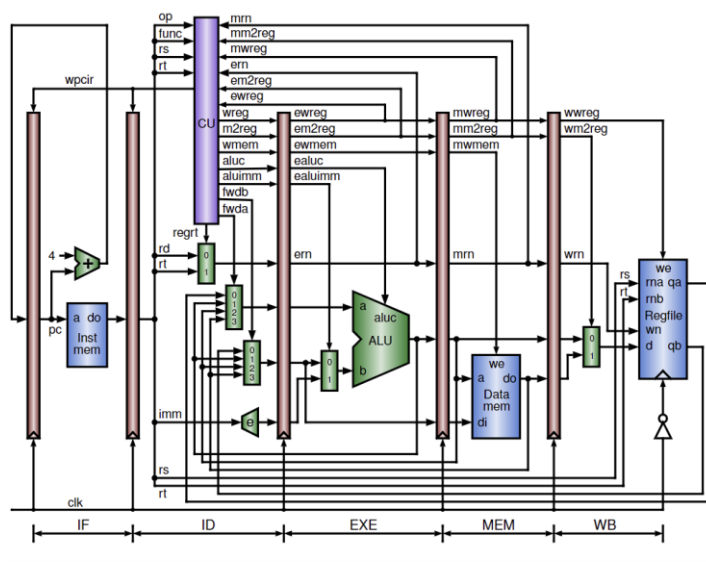 op
func
rs
rt
wpcir
CU
mrn
mm2reg
mwreg
ern
em2reg
ewreg
wreg
m2reg
wmem
aluc
aluimm
fwdb
fwda
regrt
ewreg
em2reg
ewmem
ealuc
ealuimm
mwreg
mm2reg
mwmem
wwreg
wm2reg
4
+
pc
a do
Inst
mem
rd
rt
0
1
ern
mrn
wrn
0
1
2
3
0
1
2
3
0
1
a
aluc
ALU
b
imm
e
we
a do
Data
mem
di
0
1
rs
rt
we
rna qa
rnb
Regfile
wn
d qb
rs
rt
clk
IF
ID
EXE
MEM
WB